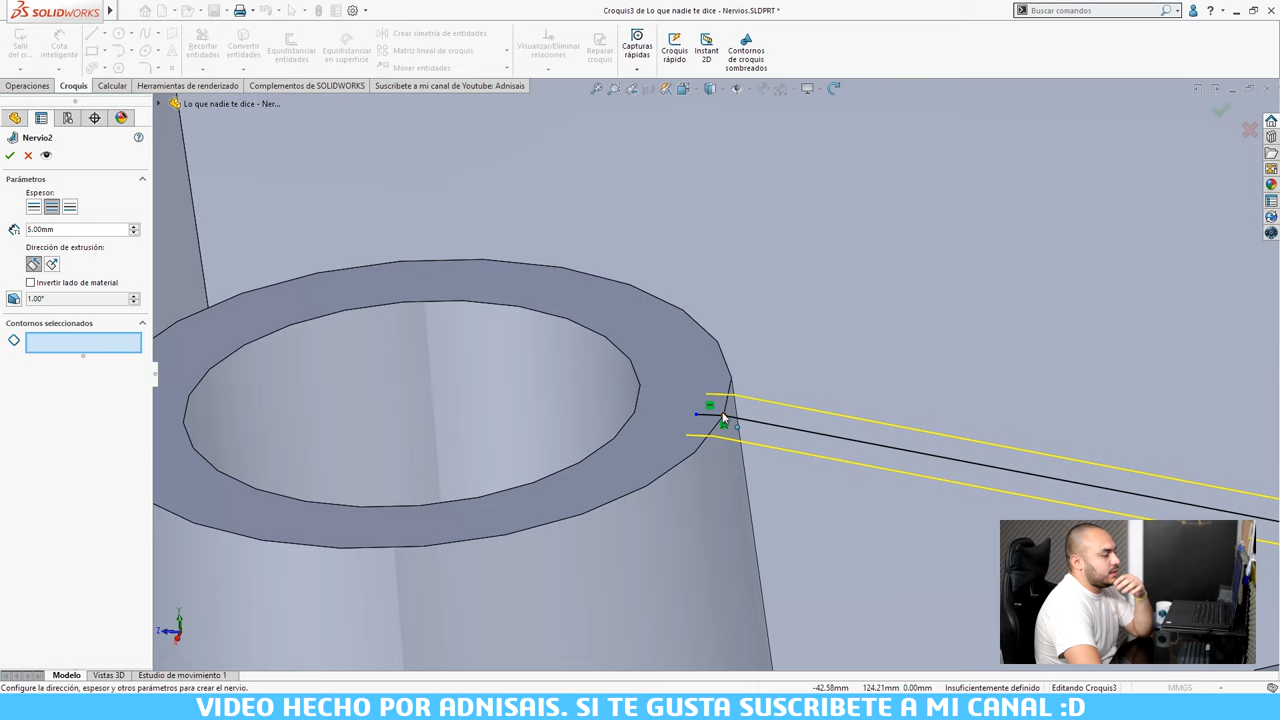 SOLIDWORKS
Croquis3 de Lo que nadie te dice - Nervios.SLDPRT *
Buscar comandos
Salir del cr...
Cota inteligente
Recortar entidades
Convertir entidades
Equidistanciar entidades
Equidistanciar en superficie
Crear simetría de entidades
Matriz lineal de croquis
Mover entidades
Visualizar/Eliminar relaciones
Reparar croquis
Capturas rápidas
Croquis rápido
Instant 2D
Contornos de croquis sombreados
Operaciones
Croquis
Calcular
Herramientas de renderizado
Complementos de SOLIDWORKS
Suscribete a mi canal de Youtube: Adnisais
Lo que nadie te dice - Ner...
Nervio2
Parámetros
Espesor:
5.00mm
Dirección de extrusión:
Invertir lado de material
1.00°
Contornos seleccionados
Y
Z
X
Modelo
Vistas 3D
Estudio de movimiento 1
Configure la dirección, espesor y otros parámetros para crear el nervio.
-42.58mm
124.21mm 0.00mm
Insuficientemente definido
Editando Croquis3
MMGS
VIDEO HECHO POR ADNISAIS. SI TE GUSTA SUSCRIBETE A MI CANAL :D